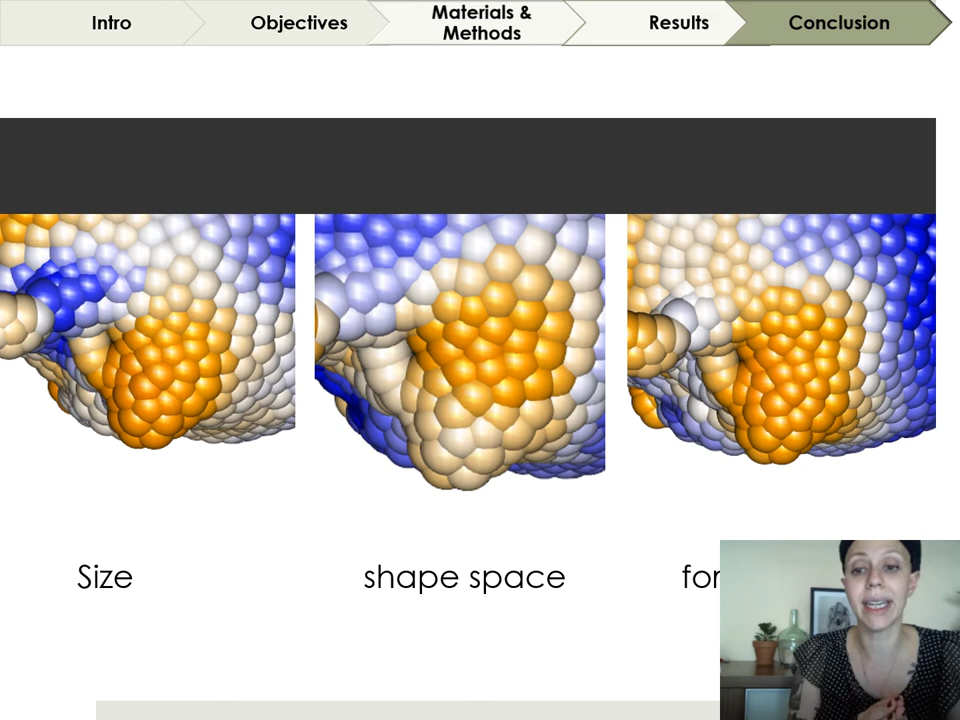 Intro
Objectives
Materials &
Methods
Results
Conclusion
Size
shape space